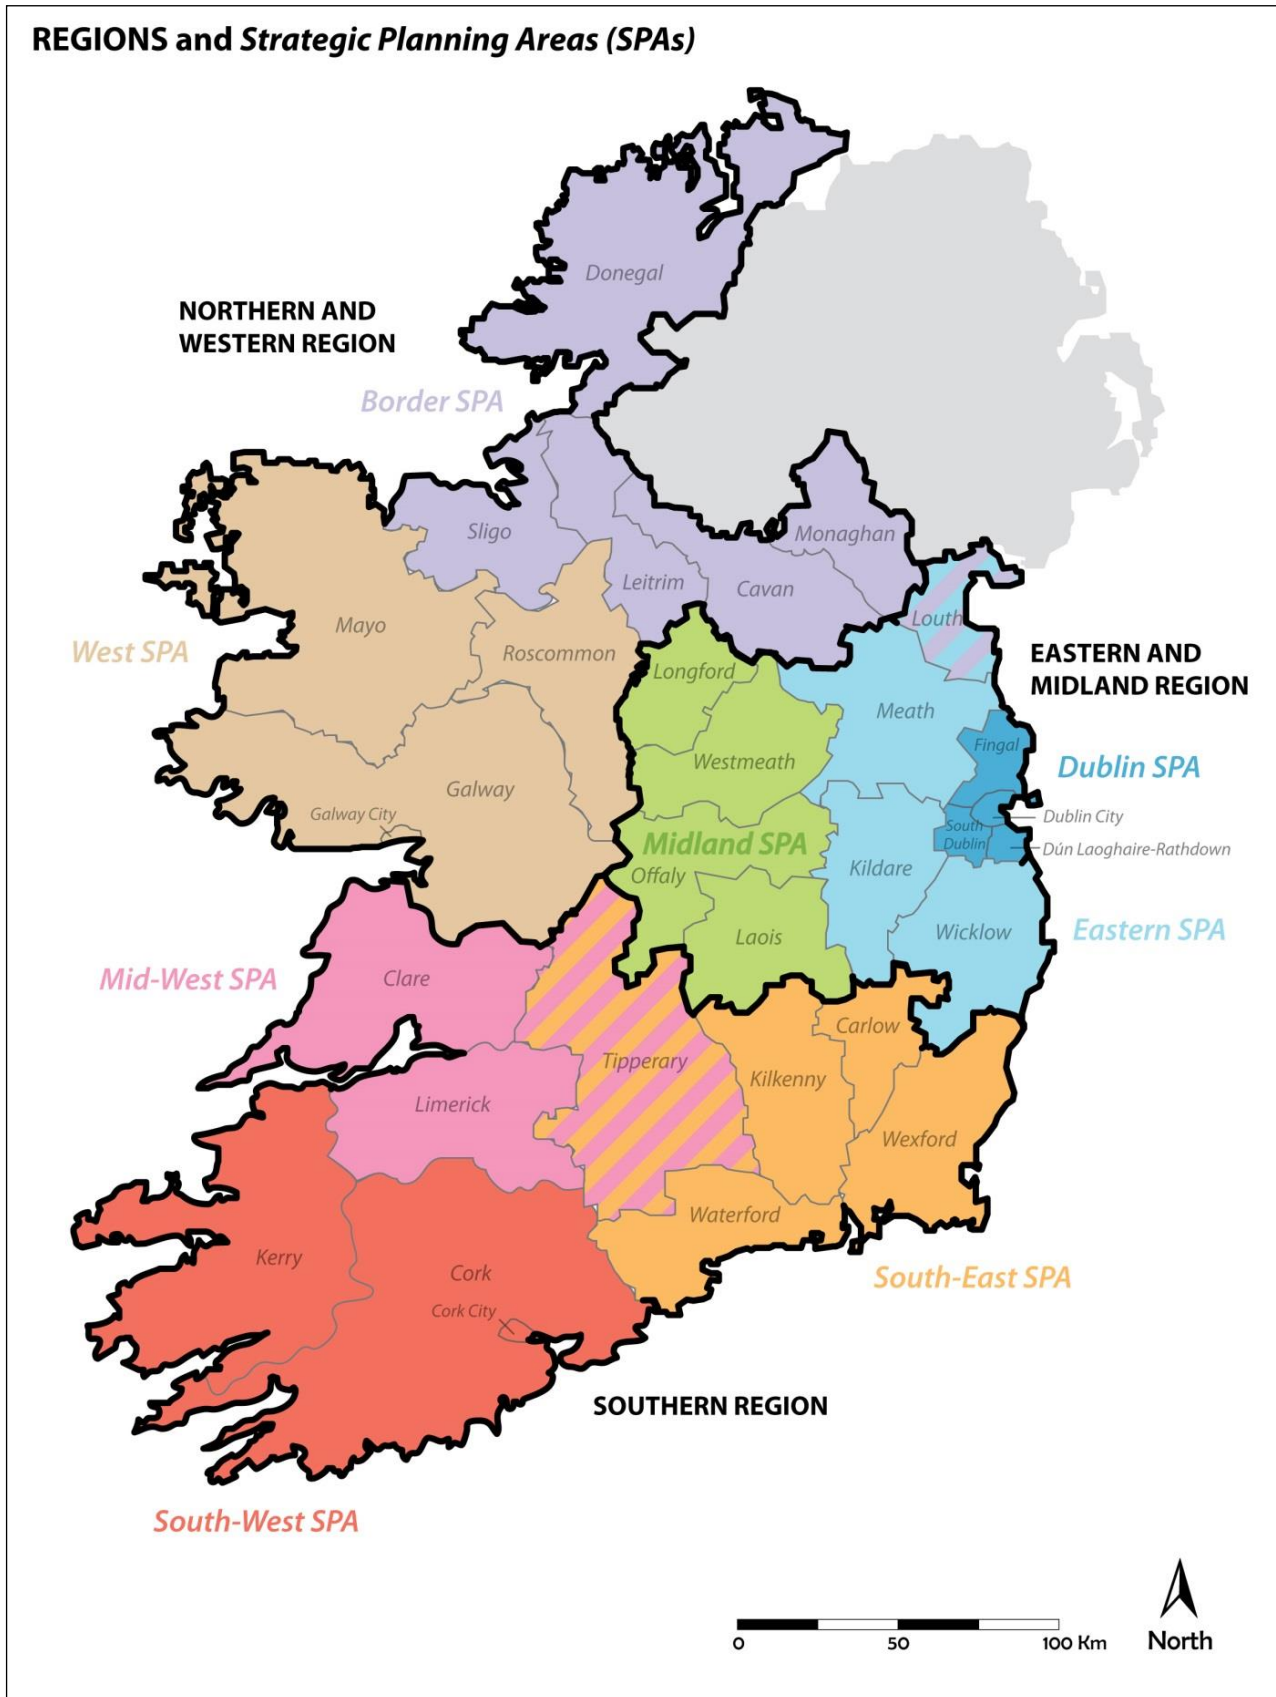 REGIONS and Strategic Planning Areas (SPAs)
Donegal
NORTHERN AND
WESTERN REGION
Border SPA
Sligo
Monaghan
Leitrim
Cavan
Louth
Mayo
West SPA
Roscommon
Longford
EASTERN AND
MIDLAND REGION
Meath
Fingal
Westmeath
Dublin SPA
Galway
Galway City
Dublin City
South
Dublin
Midland SPA
Dún Laoghaire-Rathdown
Offaly
Kildare
Laois
Wicklow
Eastern SPA
Mid-West SPA
Clare
Carlow
Tipperary
Kilkenny
Limerick
Wexford
Waterford
Kerry
Cork
South-East SPA
Cork City
SOUTHERN REGION
South-West SPA
0 50 100 Km
North